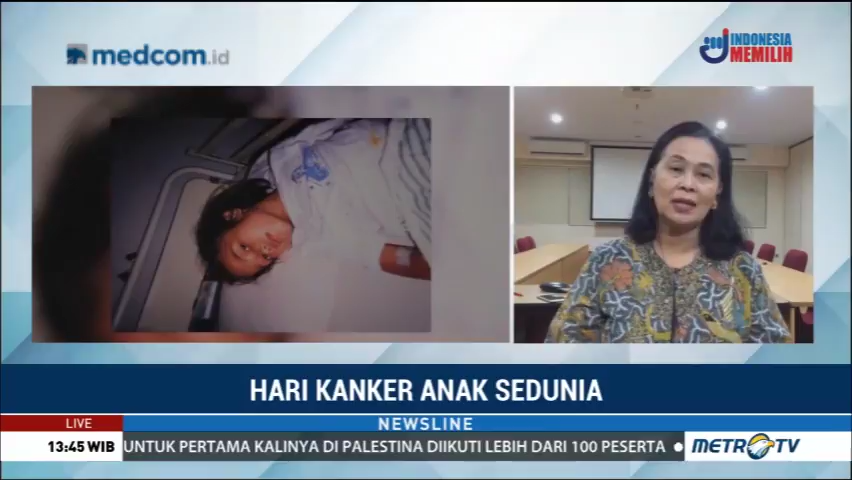 medcom.id
INDONESIA
MEMILIH
HARI KANKER ANAK SEDUNIA
LIVE
NEWSLINE
13:45 WIB
UNTUK PERTAMA KALINYA DI PALESTINA DIIKUTI LEBIH DARI 100 PESERTA
METRO TV